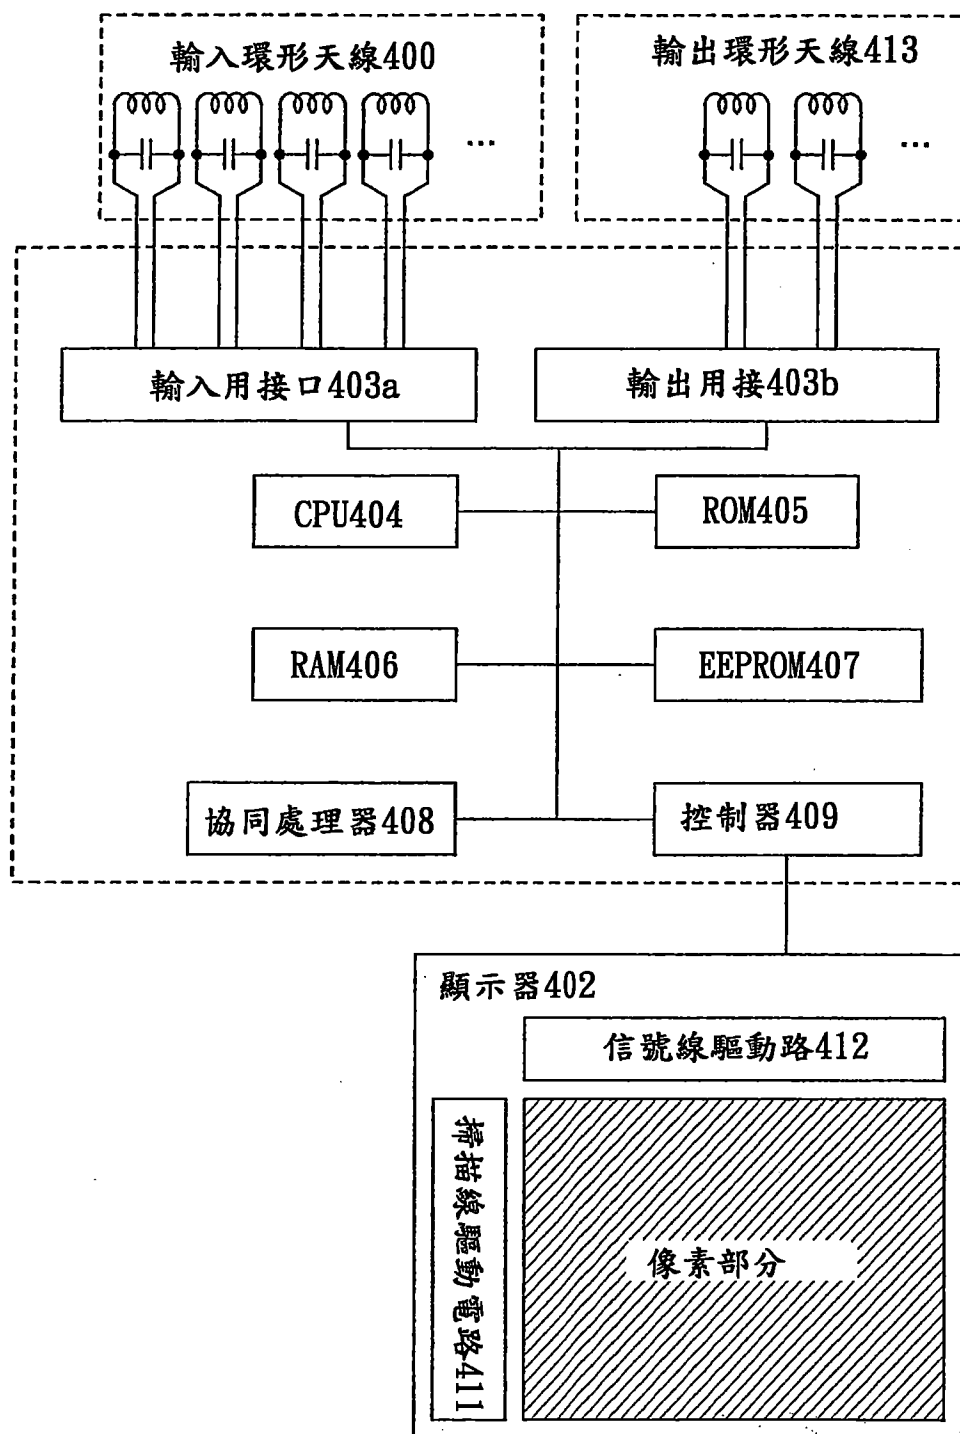 輸入環形天線400
輸出環形天線413
...
...
輸入用接口403a
輸出用接403b
CPU404
ROM405
RAM406
EEPROM407
協同處理器408
控制器409
顯示器402
信號線驅動路412
掃描線驅動電路411
像素部分